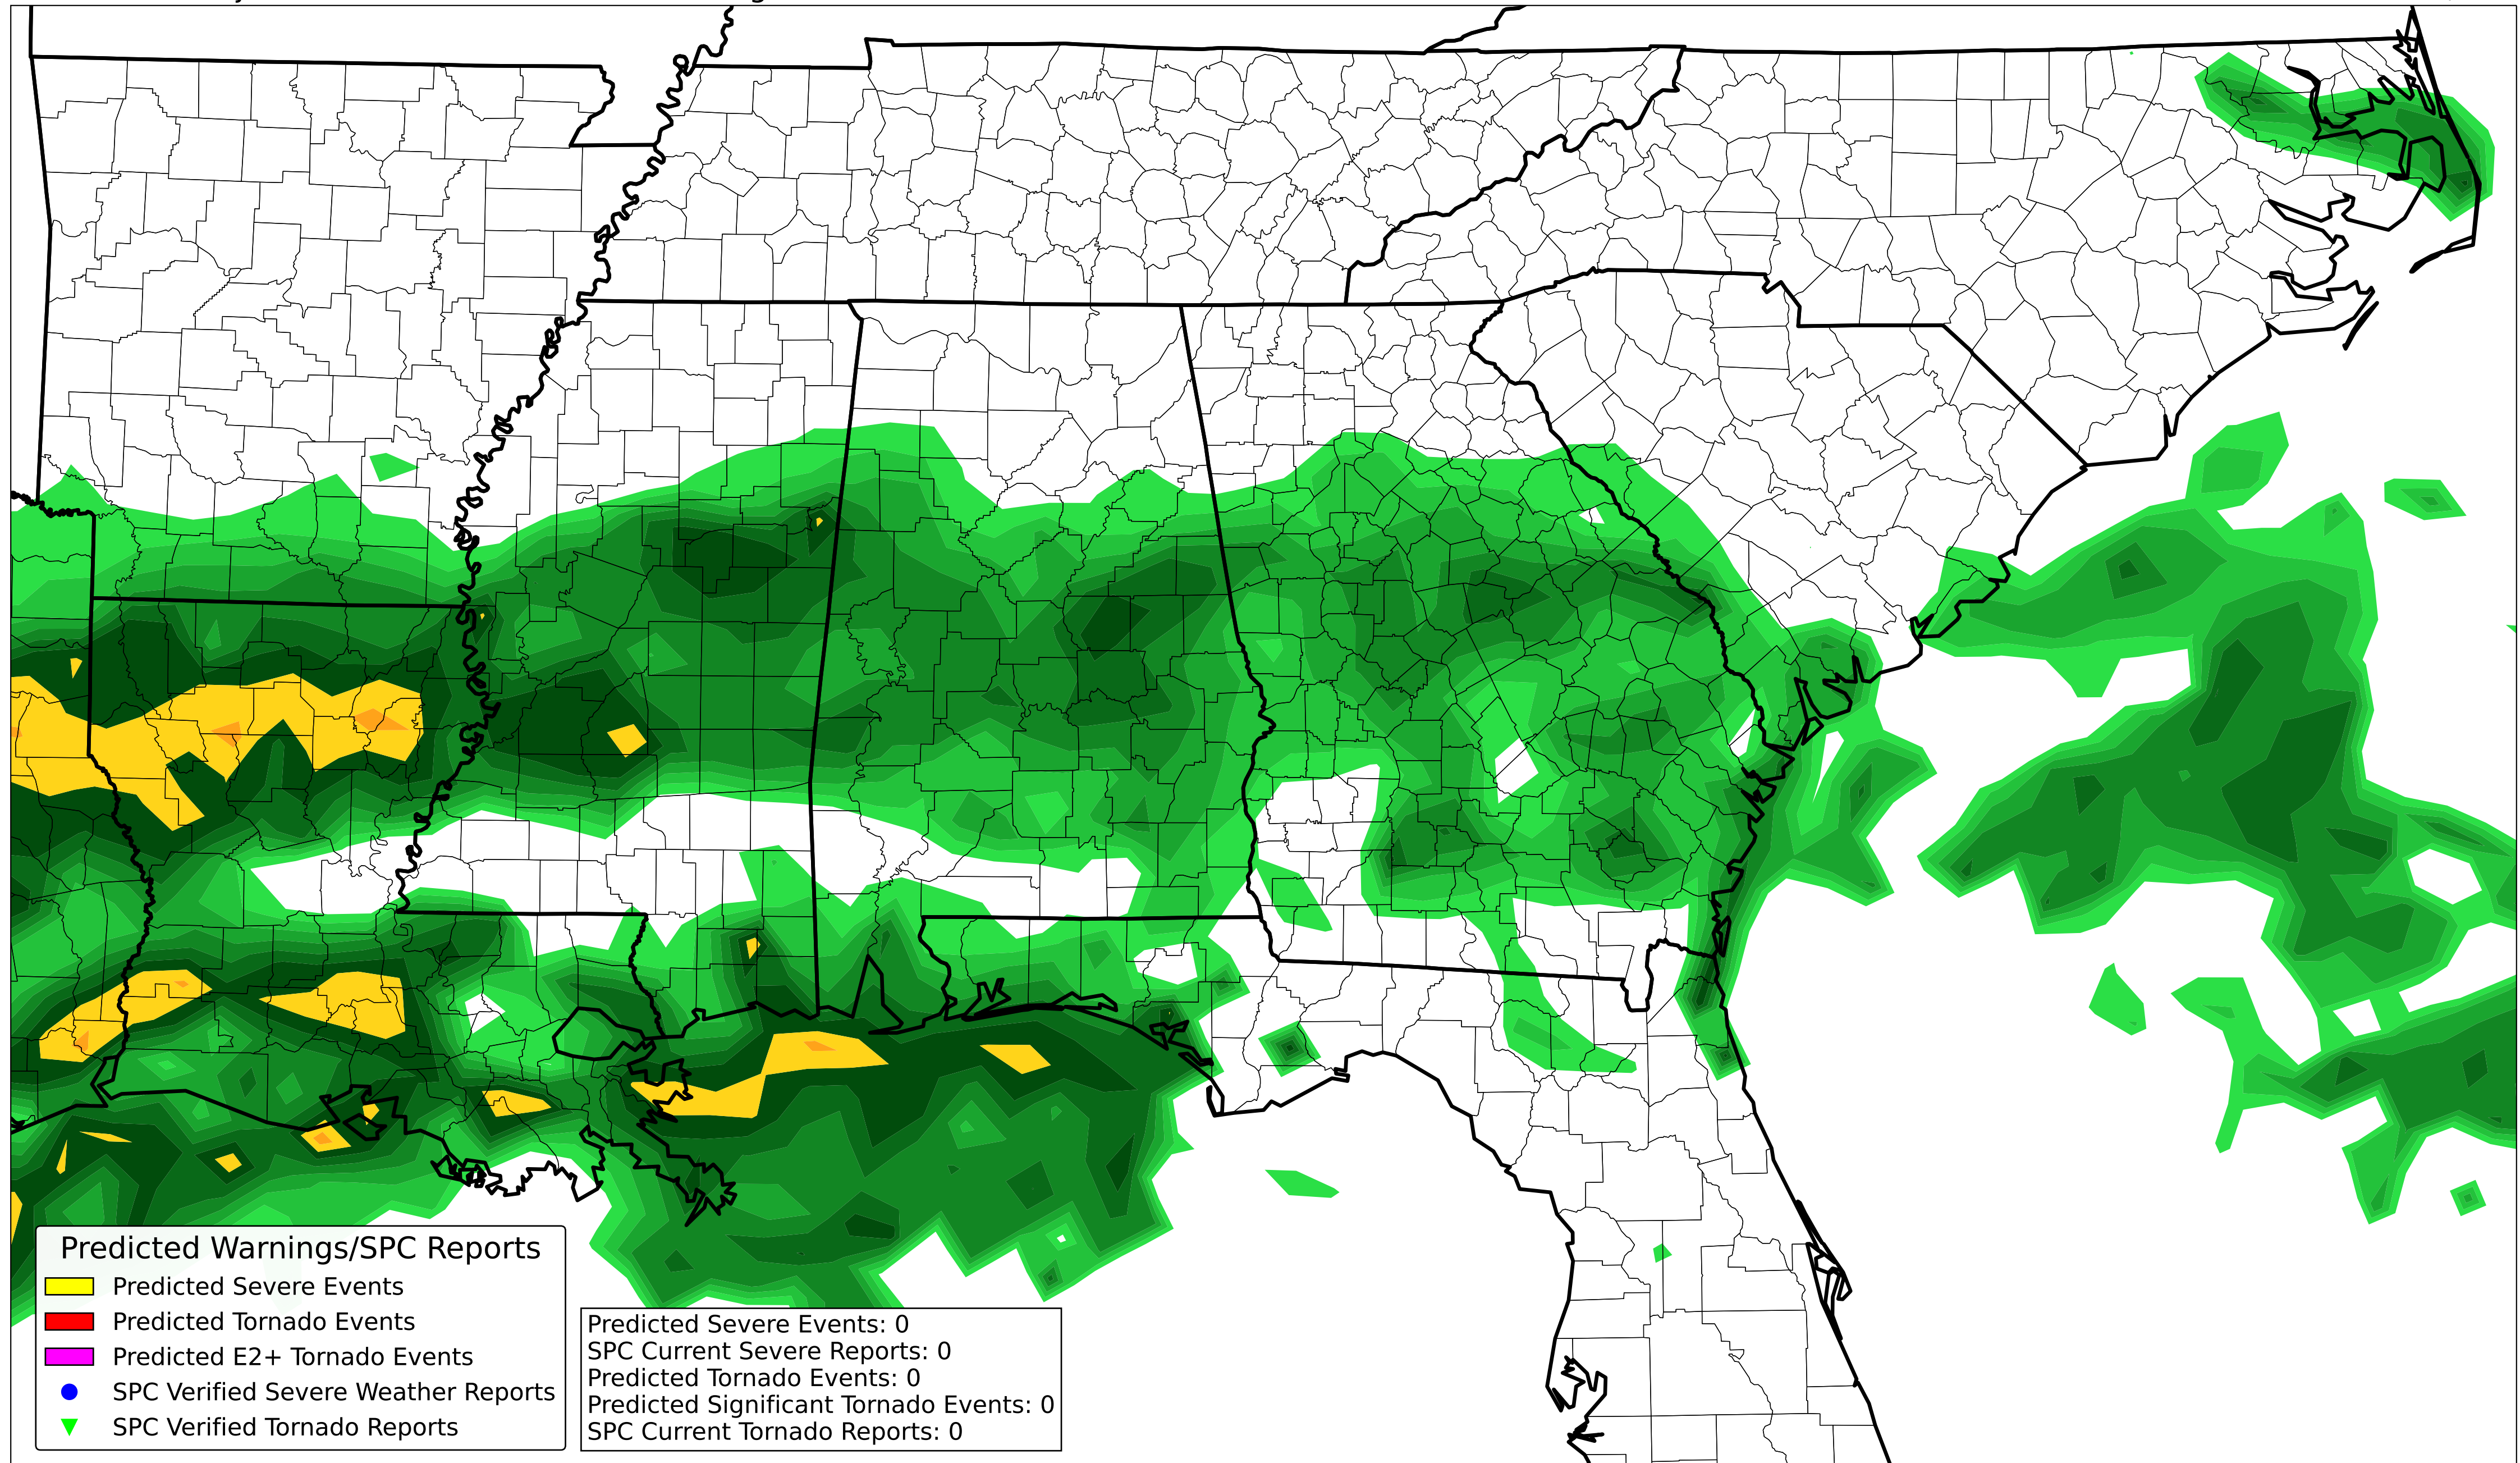 Predicted Warnings/SPC Reports
Predicted Severe Events
Predicted Tornado Events
Predicted E2+ Tornado Events
SPC Verified Severe Weather Reports
SPC Verified Tornado Reports
Predicted Severe Events: 0
SPC Current Severe Reports: 0
Predicted Tornado Events: 0
Predicted Significant Tornado Events: 0
SPC Current Tornado Reports: 0